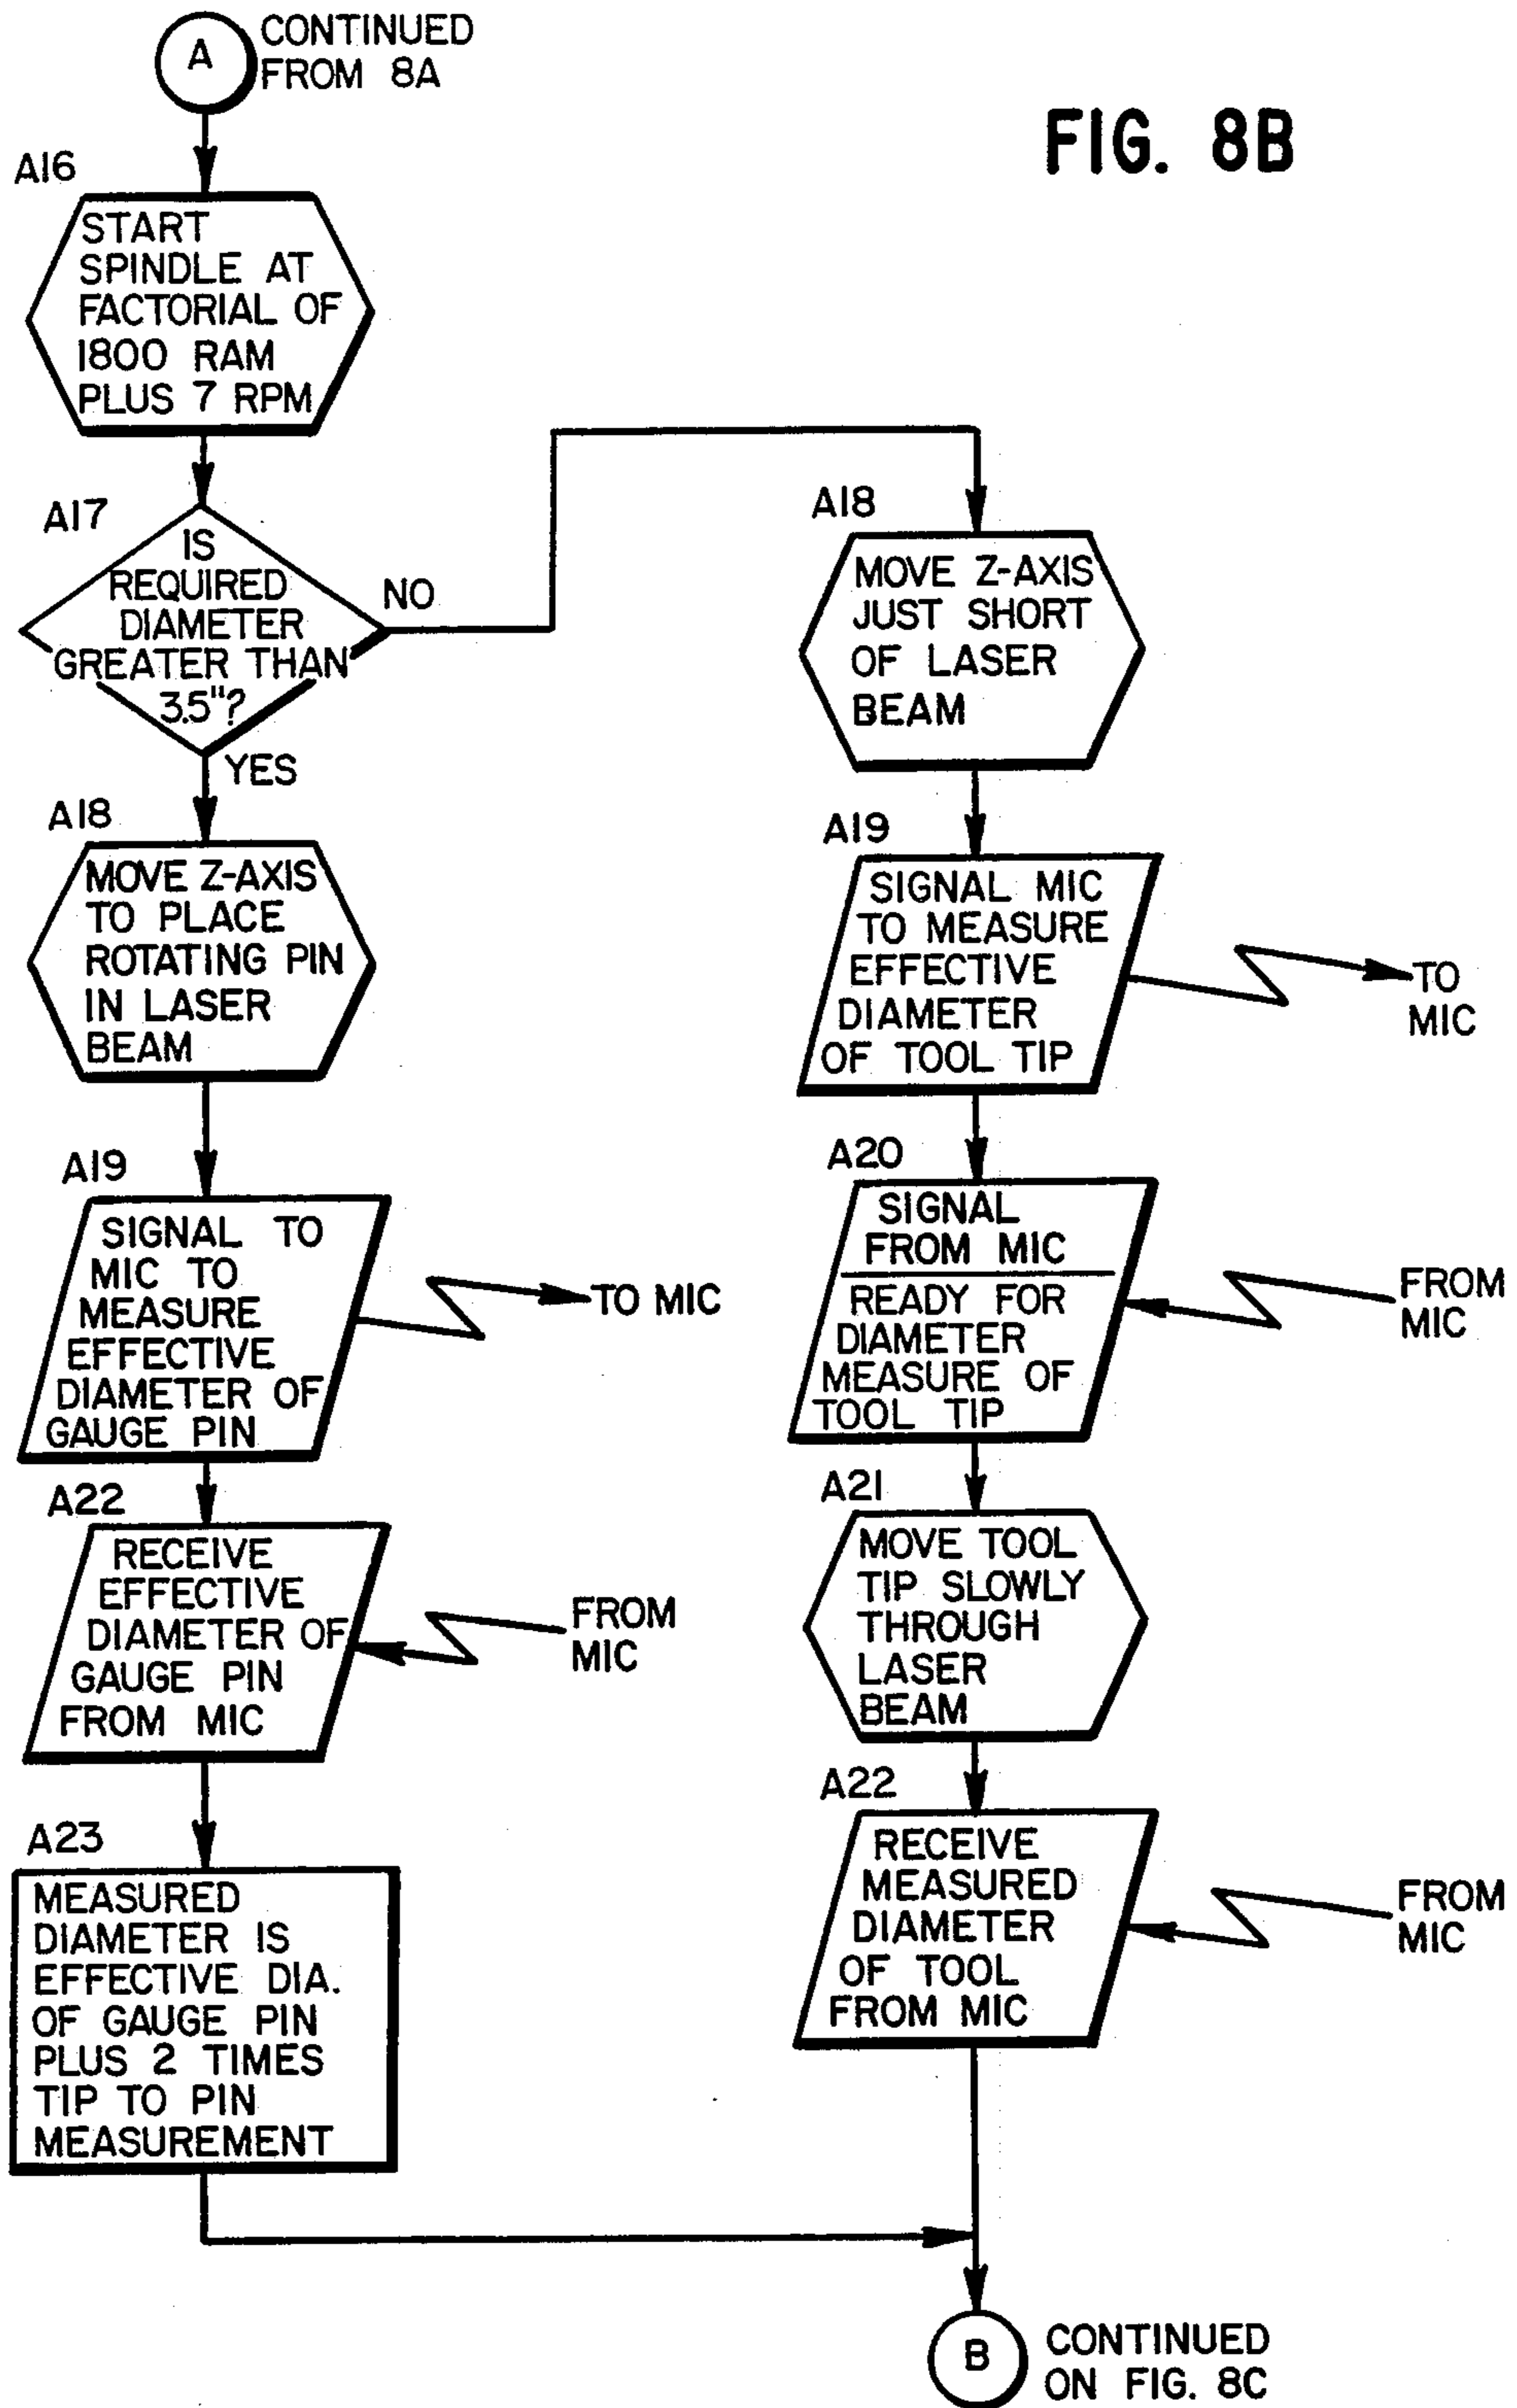 A
CONTINUED
FROM 8A
FIG. 8B
A16
START
SPINDLE AT
FACTORIAL OF
1800 RAM
PLUS 7 RPM
A17
IS
REQUIRED
DIAMETER
GREATER THAN
3.5"?
NO
YES
A18
MOVE Z-AXIS
TO PLACE
ROTATING PIN
IN LASER
BEAM
A19
SIGNAL TO
MIC TO
MEASURE
EFFECTIVE
DIAMETER OF
GAUGE PIN
TO MIC
A22
RECEIVE
EFFECTIVE
DIAMETER OF
GAUGE PIN
FROM MIC
FROM
MIC
A23
MEASURED
DIAMETER IS
EFFECTIVE DIA.
OF GAUGE PIN
PLUS 2 TIMES
TIP TO PIN
MEASUREMENT
A18
MOVE Z-AXIS
JUST SHORT
OF LASER
BEAM
A19
SIGNAL MIC
TO MEASURE
EFFECTIVE
DIAMETER
OF TOOL TIP
TO
MIC
A20
SIGNAL
FROM MIC
READY FOR
DIAMETER
MEASURE OF
TOOL TIP
FROM
MIC
A21
MOVE TOOL
TIP SLOWLY
THROUGH
LASER
BEAM
A22
RECEIVE
MEASURED
DIAMETER
OF TOOL
FROM MIC
FROM
MIC
B
CONTINUED
ON FIG. 8C